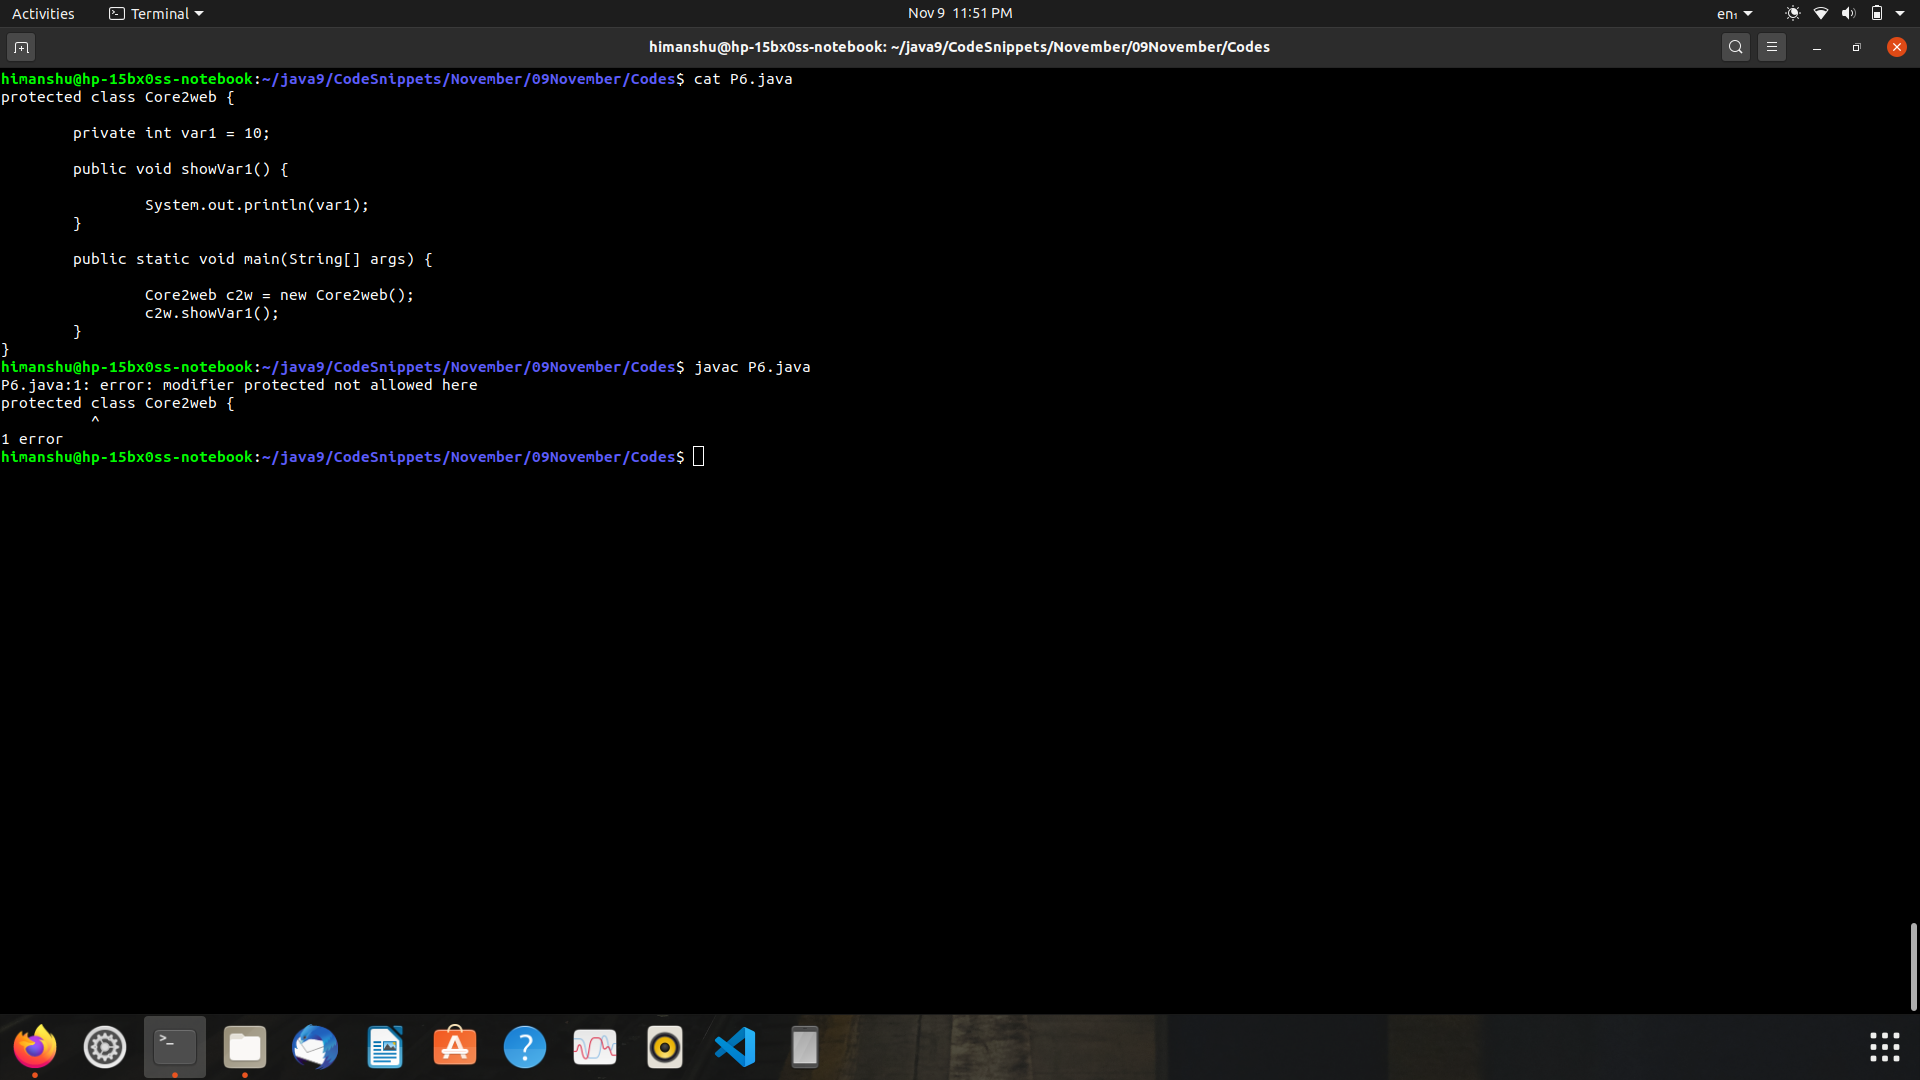 Activities Terminal Nov 9 11:51 PM en₁
himanshu@hp-15bx0ss-notebook: ~/java9/CodeSnippets/November/09November/Codes
himanshu@hp-15bx0ss-notebook:~/java9/CodeSnippets/November/09November/Codes$ cat P6.java
protected class Core2web {
        private int var1 = 10;
        public void showVar1() {
                System.out.println(var1);
        }
        public static void main(String[] args) {
                Core2web c2w = new Core2web();
                c2w.showVar1();
        }
}
himanshu@hp-15bx0ss-notebook:~/java9/CodeSnippets/November/09November/Codes$ javac P6.java
P6.java:1: error: modifier protected not allowed here
protected class Core2web {
          ^
1 error
himanshu@hp-15bx0ss-notebook:~/java9/CodeSnippets/November/09November/Codes$